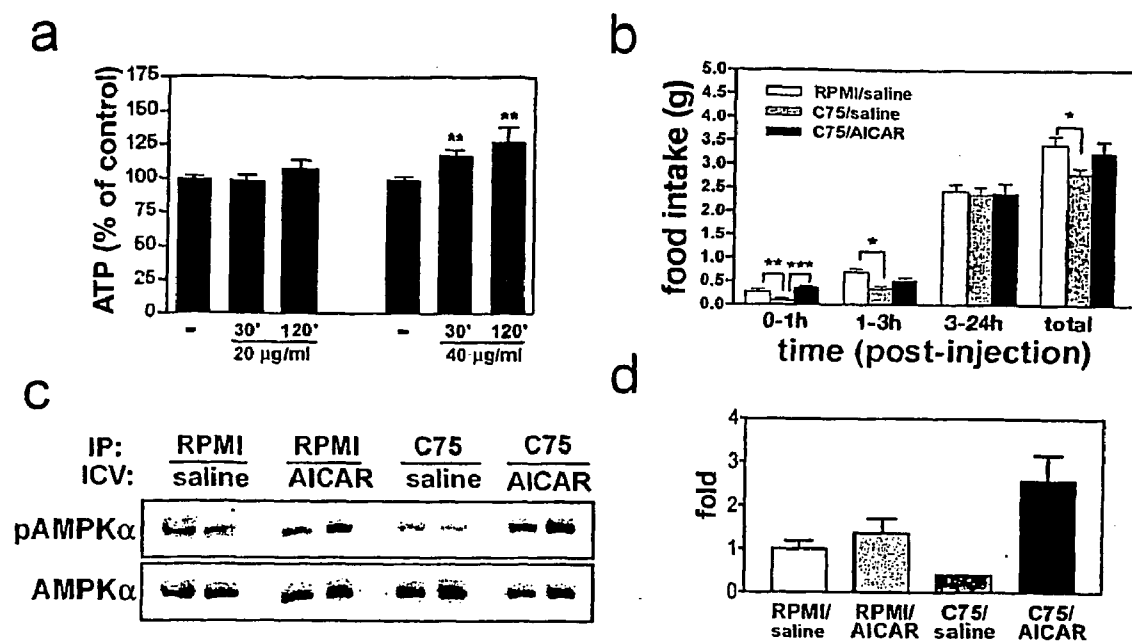 a
ATP (% of control)
175
150
125
100
75
50
25
0
**
**
-
30'
120'
20 µg/ml
-
30'
120'
40 µg/ml
b
food intake (g)
5.0
4.5
4.0
3.5
3.0
2.5
2.0
1.5
1.0
0.5
0.0
RPMI/saline
C75/saline
C75/AICAR
**
***
*
*
0-1h
1-3h
3-24h
total
time (post-injection)
c
IP:
RPMI
RPMI
C75
C75
ICV:
saline
AICAR
saline
AICAR
pAMPKα
AMPKα
d
fold
4
3
2
1
0
RPMI/
saline
RPMI/
AICAR
C75/
saline
C75/
AICAR